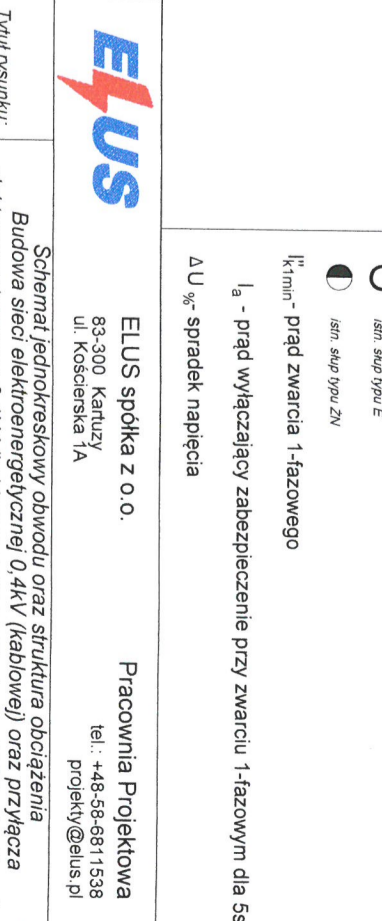 istn. słup typu E
istn. słup typu ŻN
I"k1min- prąd zwarcia 1-fazowego
Ia - prąd wyłączający zabezpieczenie przy zwarciu 1-fazowym dla 5s
ΔU %- spradek napięcia
ELUS
ELUS spółka z o.o.
83-300 Kartuzy
ul. Kościerska 1A
Pracownia Projektowa
tel.: +48-58-6811538
projekty@elus.pl
Tytuł rysunku:
Schemat jednokreskowy obwodu oraz struktura obciążenia
Budowa sieci elektroenergetycznej 0,4kV (kablowej) oraz przyłącza